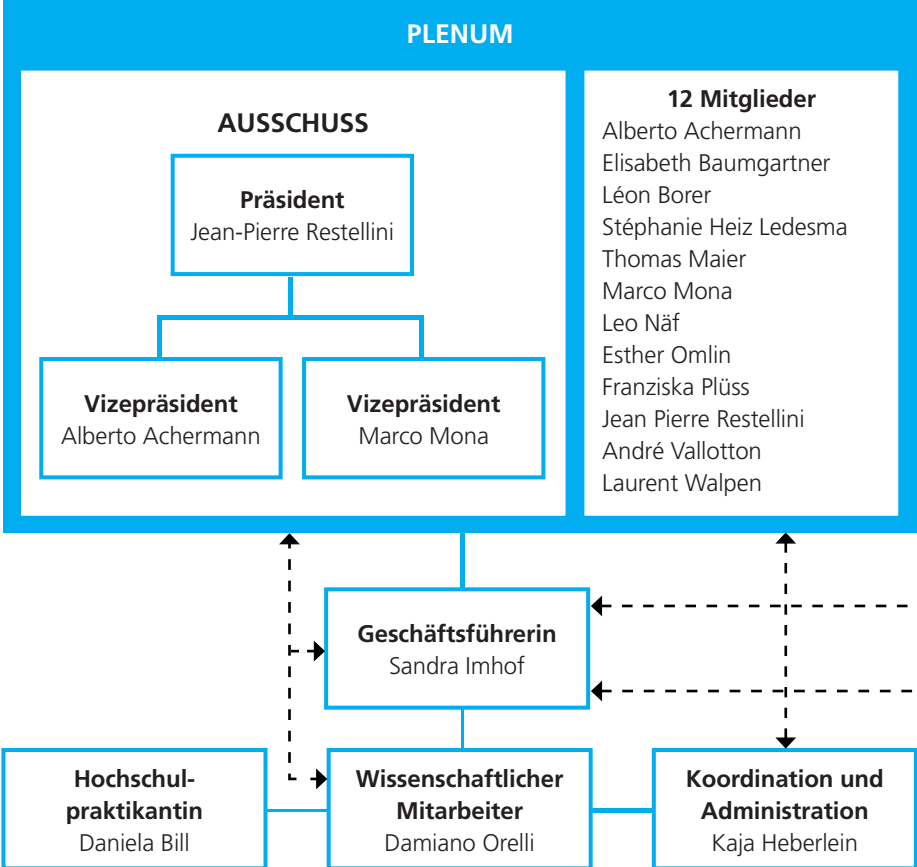 PLENUM
AUSSCHUSS
Präsident
Jean-Pierre Restellini
Vizepräsident
Alberto Achermann
Vizepräsident
Marco Mona
12 Mitglieder
Alberto Achermann
Elisabeth Baumgartner
Léon Borer
Stéphanie Heiz Ledesma
Thomas Maier
Marco Mona
Leo Näf
Esther Omlin
Franziska Plüss
Jean Pierre Restellini
André Vallotton
Laurent Walpen
Geschäftsführerin
Sandra Imhof
Hochschul-
praktikantin
Daniela Bill
Wissenschaftlicher
Mitarbeiter
Damiano Orelli
Koordination und
Administration
Kaja Heberlein